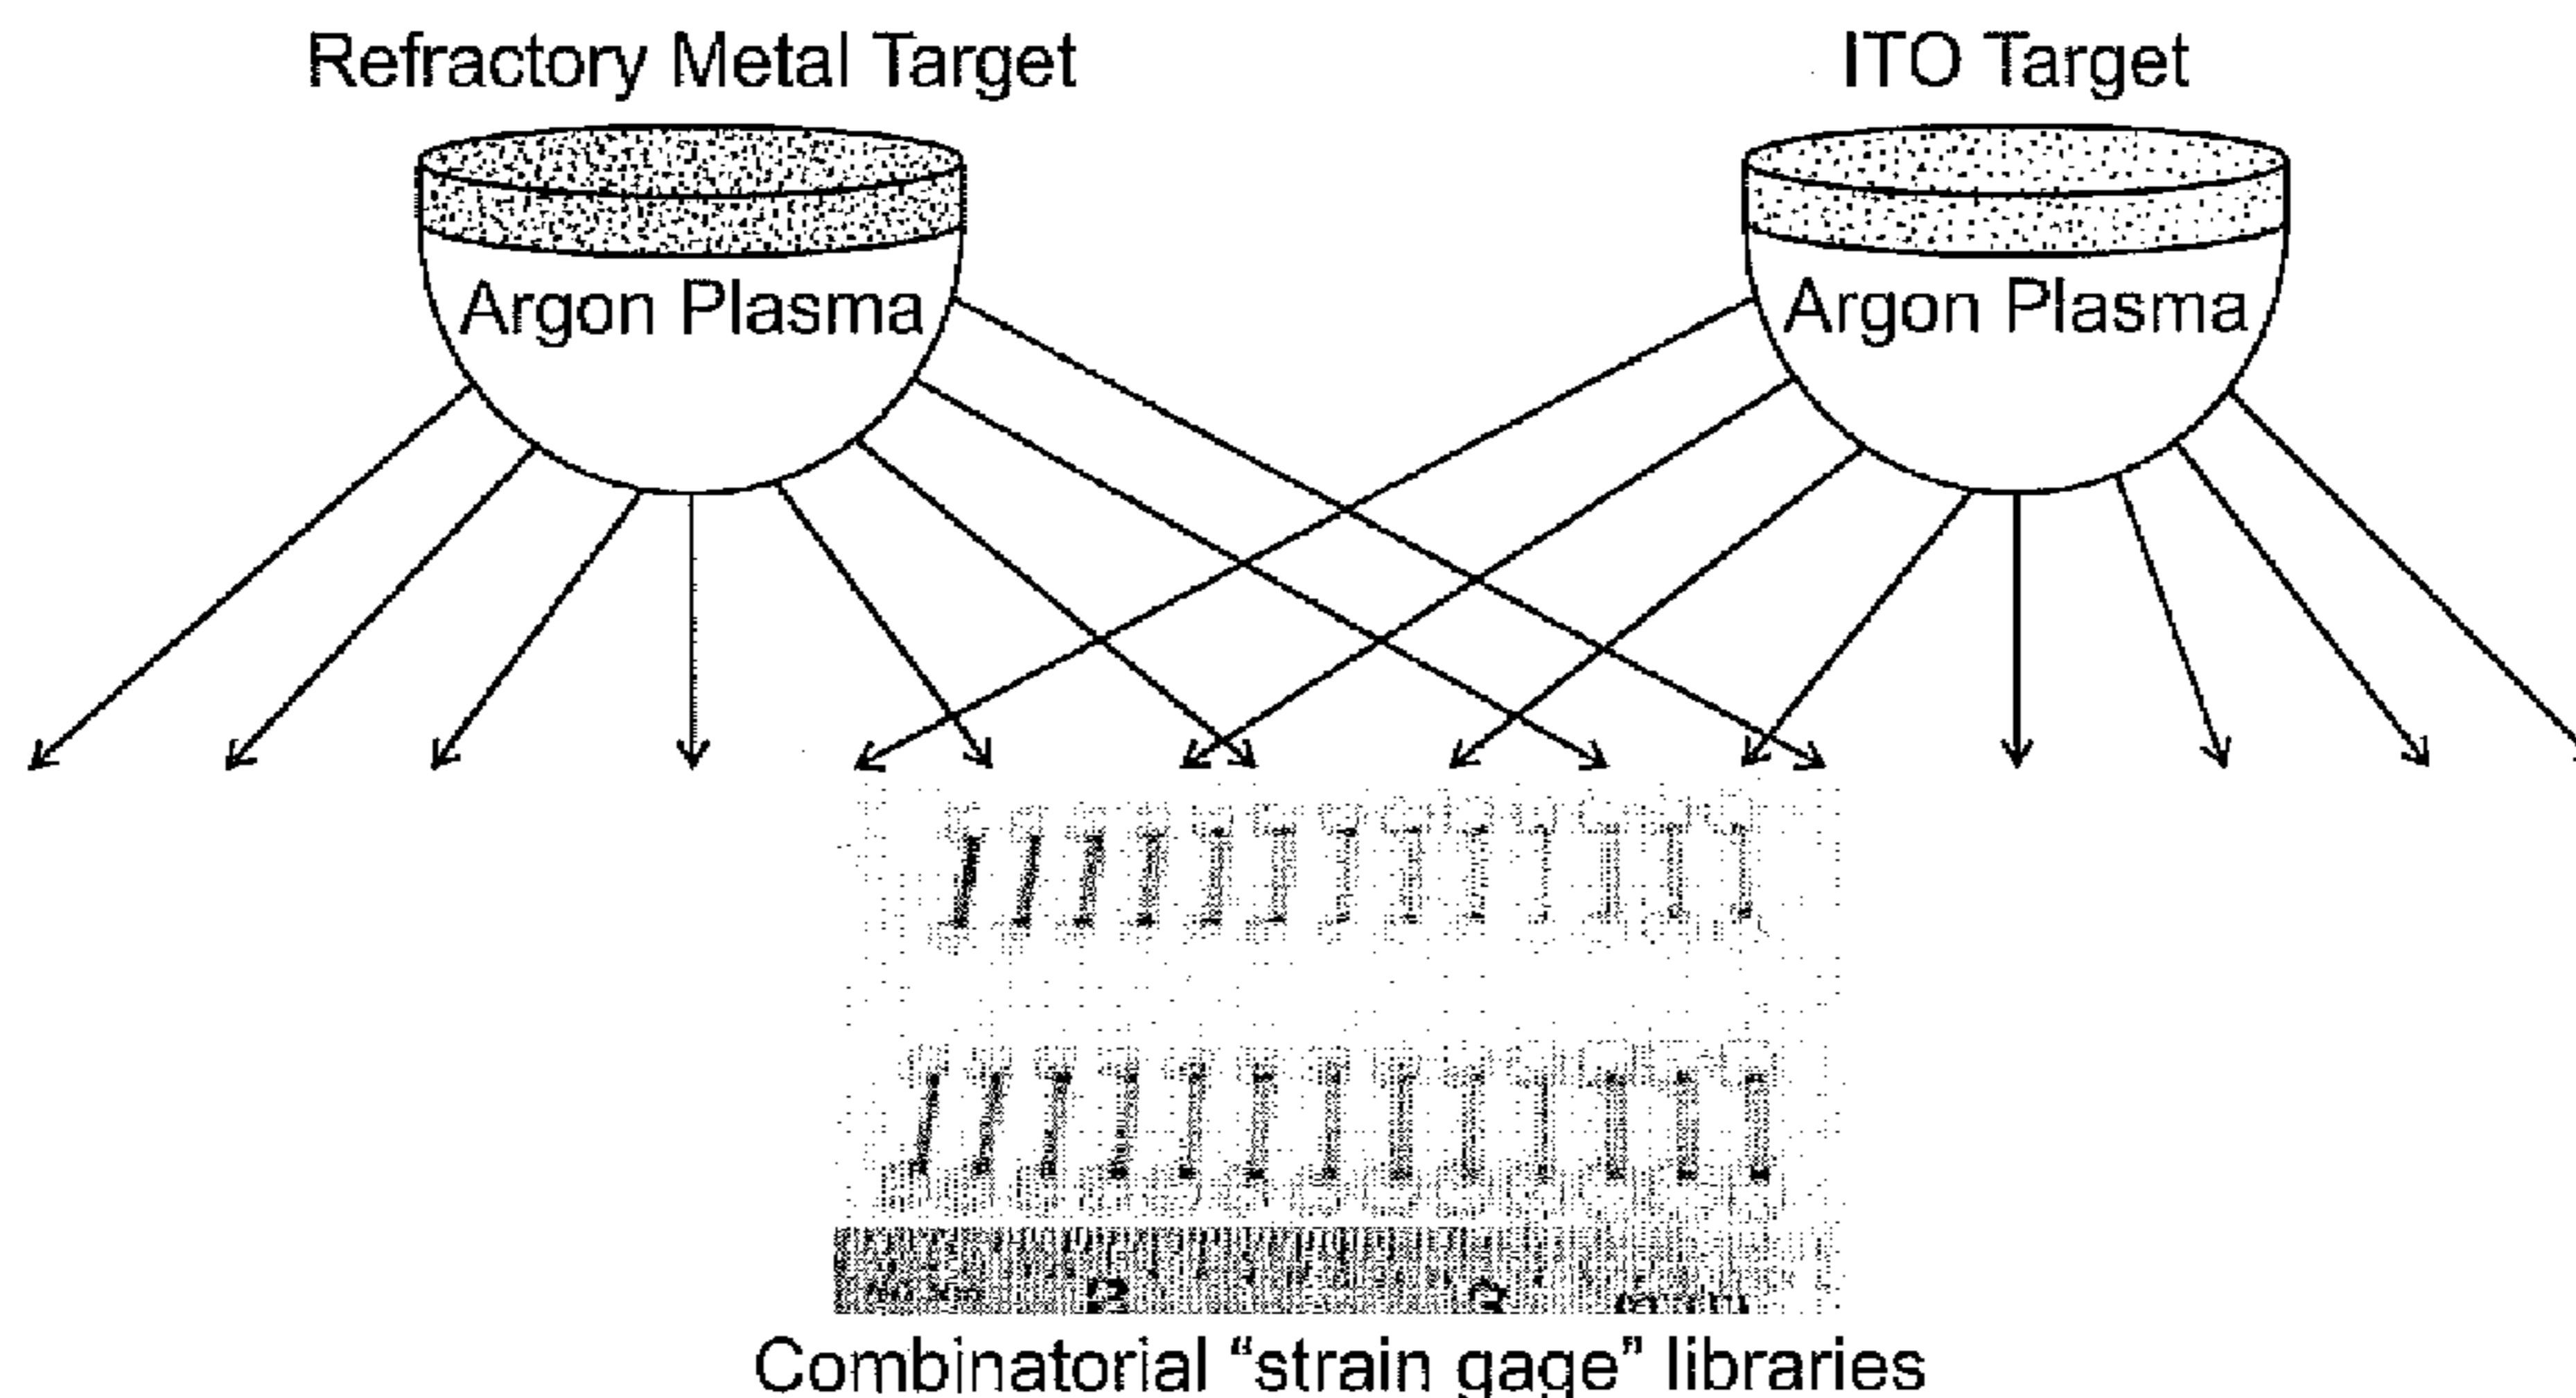 Refractory Metal Target
ITO Target
Argon Plasma
Argon Plasma
Combinatorial “strain gage” libraries